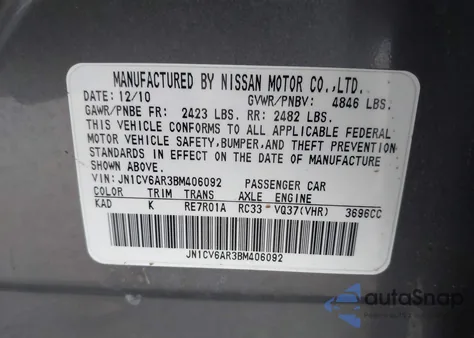 MANUFACTURED BY NISSAN MOTOR CO.,LTD.
DATE: 12/10 GVWR/PNBV: 4846 LBS.
GAWR/PNBE FR: 2423 LBS. RR: 2482 LBS.
THIS VEHICLE CONFORMS TO ALL APPLICABLE FEDERAL
MOTOR VEHICLE SAFETY, BUMPER, AND THEFT PREVENTION
STANDARDS IN EFFECT ON THE DATE OF MANUFACTURE
SHOWN ABOVE.
VIN: JN1CV6AR3BM406092 PASSENGER CAR
COLOR TRIM TRANS AXLE ENGINE
KAD K RE7R01A RC33 VQ37(VHR) 3696CC
JN1CV6AR3BM406092
autoSnap